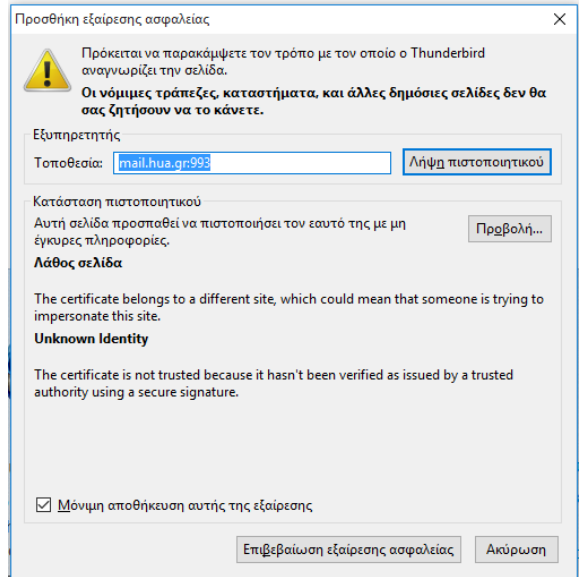 Προσθήκη εξαίρεσης ασφαλείας
Πρόκειται να παρακάμψετε τον τρόπο με τον οποίο ο Thunderbird
αναγνωρίζει την σελίδα.
Οι νόμιμες τράπεζες, καταστήματα, και άλλες δημόσιες σελίδες δεν θα
σας ζητήσουν να το κάνετε.
Εξυπηρετητής
Τοποθεσία: mail.hua.gr:993 Λήψη πιστοποιητικού
Κατάσταση πιστοποιητικού
Αυτή σελίδα προσπαθεί να πιστοποιήσει τον εαυτό της με μη
έγκυρες πληροφορίες.
Προβολή...
Λάθος σελίδα
The certificate belongs to a different site, which could mean that someone is trying to
impersonate this site.
Unknown Identity
The certificate is not trusted because it hasn't been verified as issued by a trusted
authority using a secure signature.
Μόνιμη αποθήκευση αυτής της εξαίρεσης
Επιβεβαίωση εξαίρεσης ασφαλείας Ακύρωση